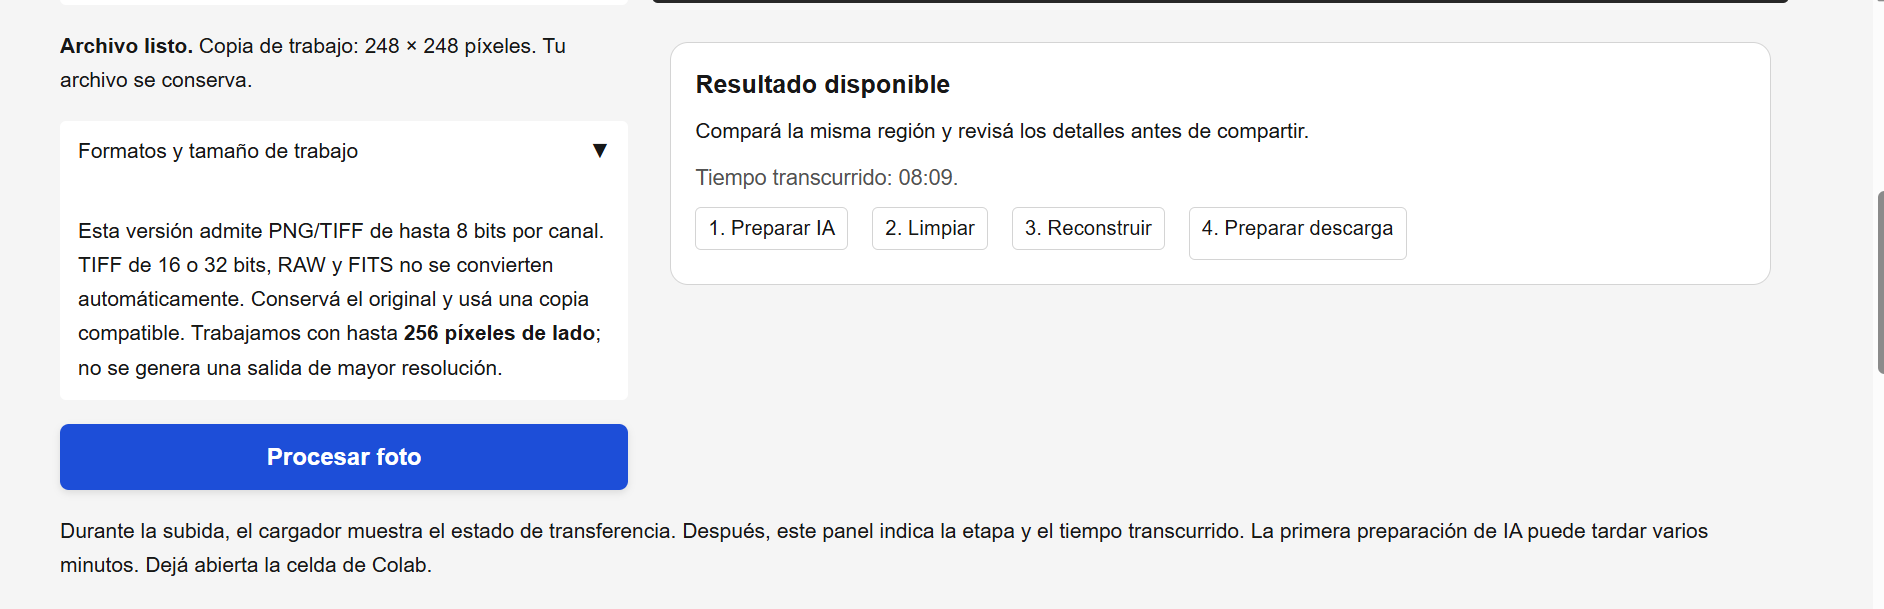 Archivo listo. Copia de trabajo: 248 × 248 píxeles. Tu
archivo se conserva.
Formatos y tamaño de trabajo ▼
Esta versión admite PNG/TIFF de hasta 8 bits por canal.
TIFF de 16 o 32 bits, RAW y FITS no se convierten
automáticamente. Conservá el original y usá una copia
compatible. Trabajamos con hasta 256 píxeles de lado;
no se genera una salida de mayor resolución.
Procesar foto
Resultado disponible
Compará la misma región y revisá los detalles antes de compartir.
Tiempo transcurrido: 08:09.
1. Preparar IA 2. Limpiar 3. Reconstruir 4. Preparar descarga
Durante la subida, el cargador muestra el estado de transferencia. Después, este panel indica la etapa y el tiempo transcurrido. La primera preparación de IA puede tardar varios
minutos. Dejá abierta la celda de Colab.